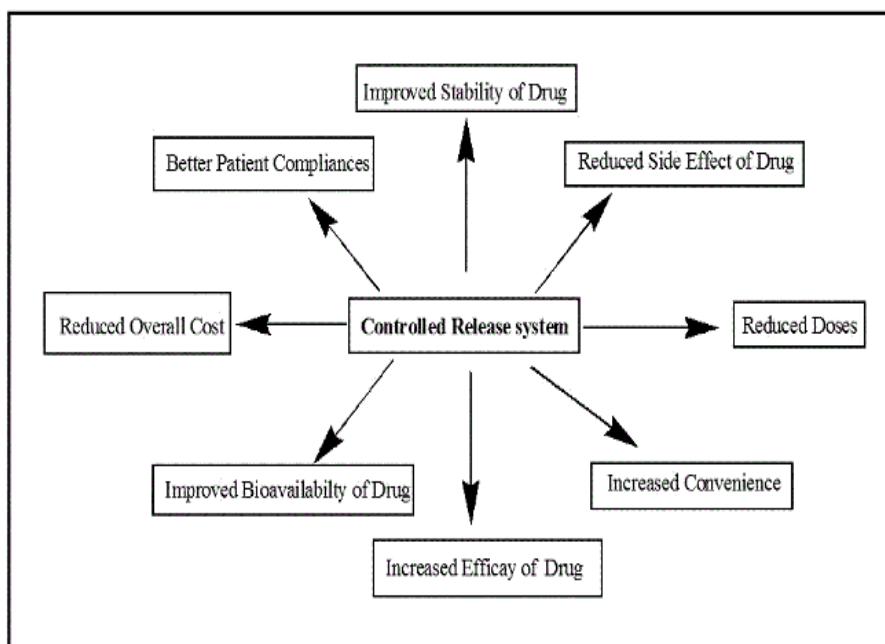 Improved Stability of Drug
Better Patient Compliances
Reduced Side Effect of Drug
Reduced Overall Cost
Controlled Release system
Reduced Doses
Improved Bioavailabilty of Drug
Increased Convenience
Increased Efficay of Drug